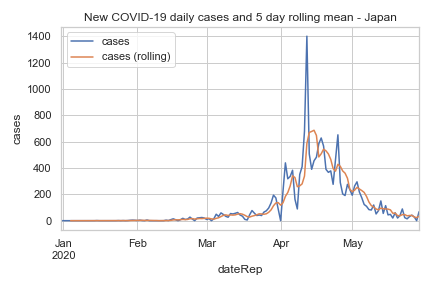 New COVID-19 daily cases and 5 day rolling mean - Japan
cases
cases (rolling)
1400
1200
1000
800
600
400
200
0
cases
Jan
2020
Feb
Mar
Apr
May
dateRep